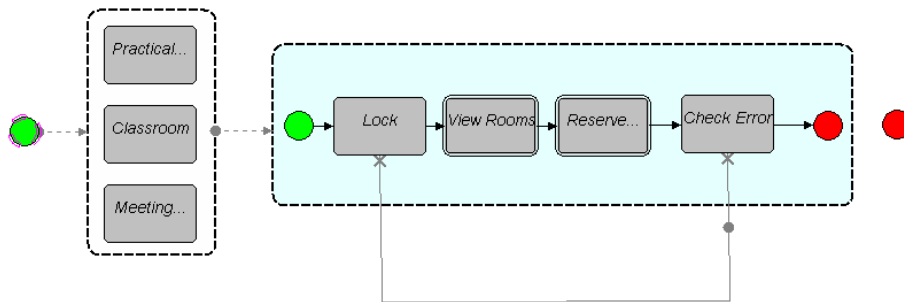 Practical...
Classroom
Meeting...
Lock
View Rooms
Reserve...
Check Error